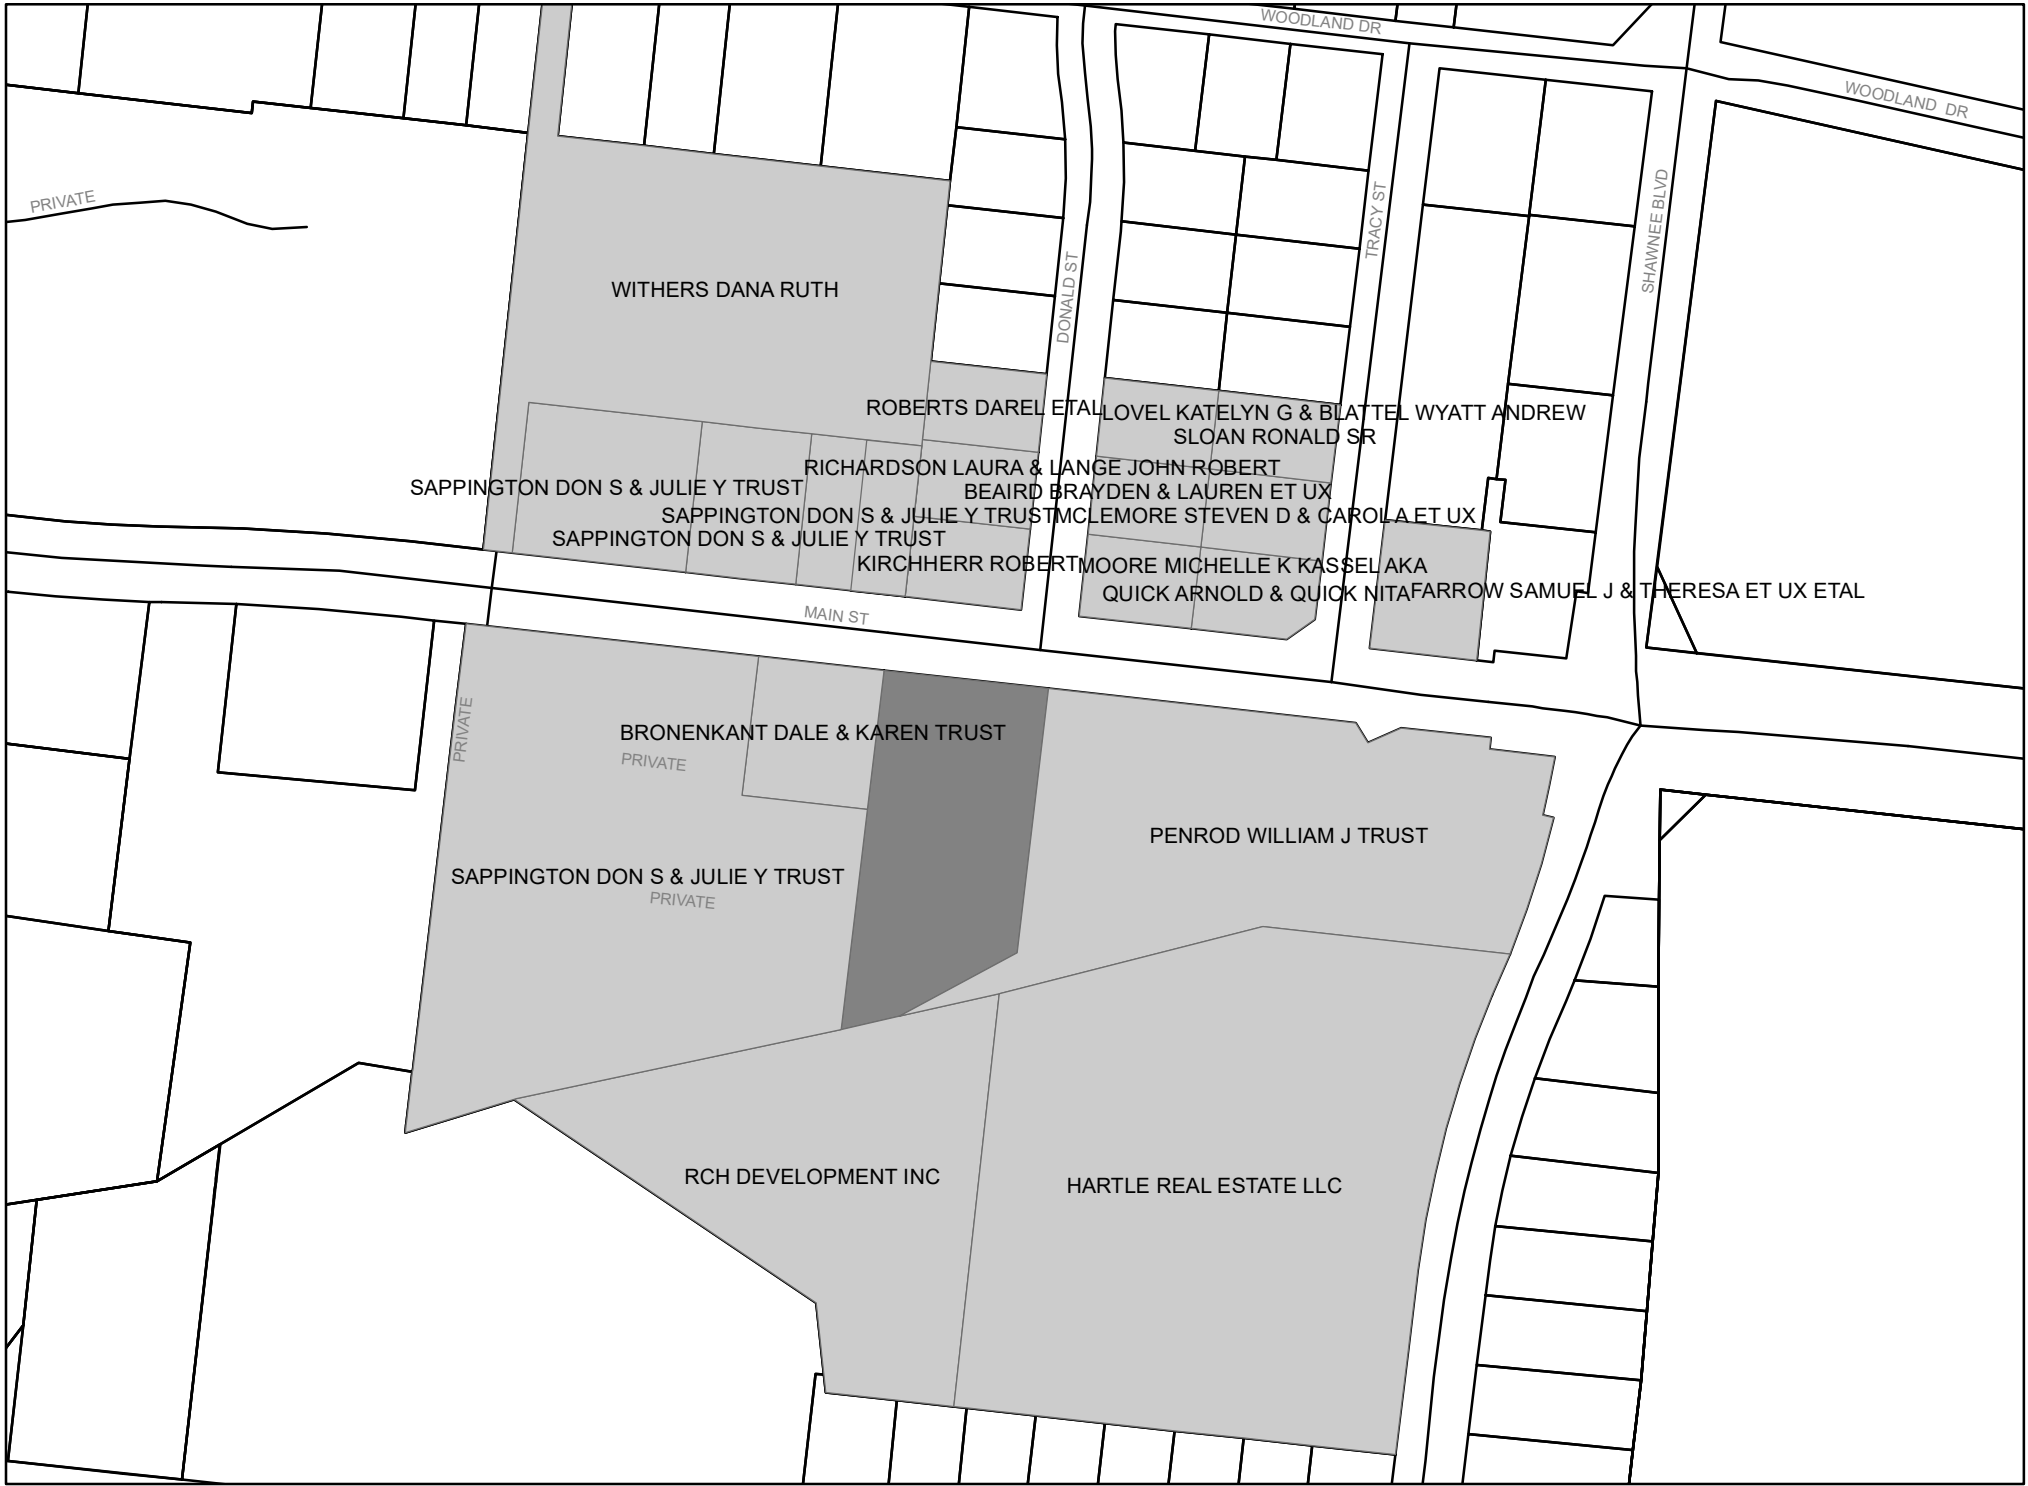 WOODLAND DR
WOODLAND DR
PRIVATE
TRACY ST
SHAWNEE BLVD
DONALD ST
WITHERS DANA RUTH
ROBERTS DAREL ETAL
LOVEL KATELYN G & BLATTEL WYATT ANDREW
SLOAN RONALD SR
RICHARDSON LAURA & LANGE JOHN ROBERT
SAPPINGTON DON S & JULIE Y TRUST
BEAIRD BRAYDEN & LAUREN ET UX
SAPPINGTON DON S & JULIE Y TRUST
MCLEMORE STEVEN D & CAROL A ET UX
SAPPINGTON DON S & JULIE Y TRUST
KIRCHHERR ROBERT
MOORE MICHELLE K KASSEL AKA
QUICK ARNOLD & QUICK NITA
FARROW SAMUEL J & THERESA ET UX ETAL
MAIN ST
PRIVATE
BRONENKANT DALE & KAREN TRUST
PRIVATE
PENROD WILLIAM J TRUST
SAPPINGTON DON S & JULIE Y TRUST
PRIVATE
RCH DEVELOPMENT INC
HARTLE REAL ESTATE LLC